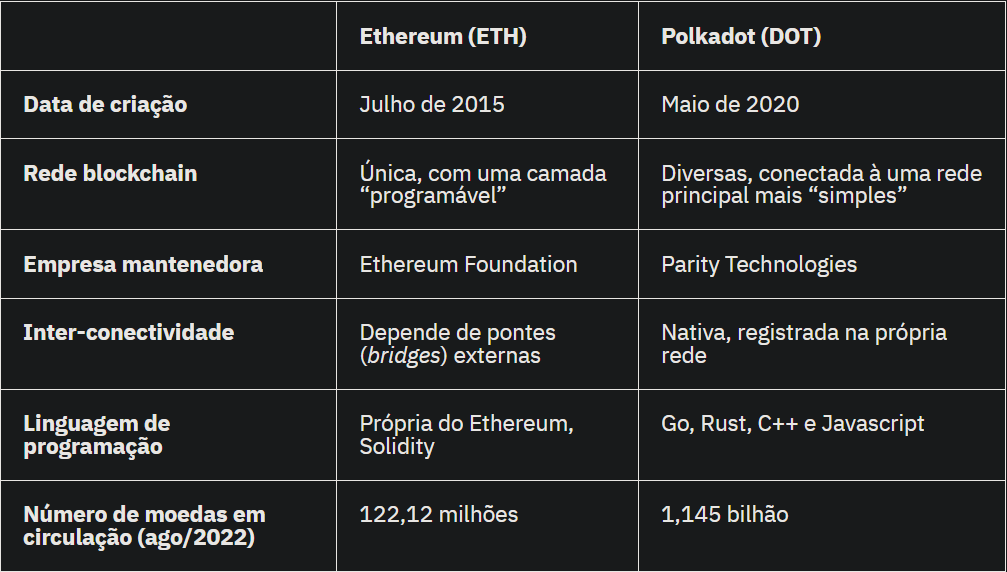 Ethereum (ETH) Polkadot (DOT)
Data de criação Julho de 2015 Maio de 2020
Rede blockchain Única, com uma camada “programável” Diversas, conectada à uma rede principal mais “simples”
Empresa mantenedora Ethereum Foundation Parity Technologies
Inter-conectividade Depende de pontes (bridges) externas Nativa, registrada na própria rede
Linguagem de programação Própria do Ethereum, Solidity Go, Rust, C++ e Javascript
Número de moedas em circulação (ago/2022) 122,12 milhões 1,145 bilhão